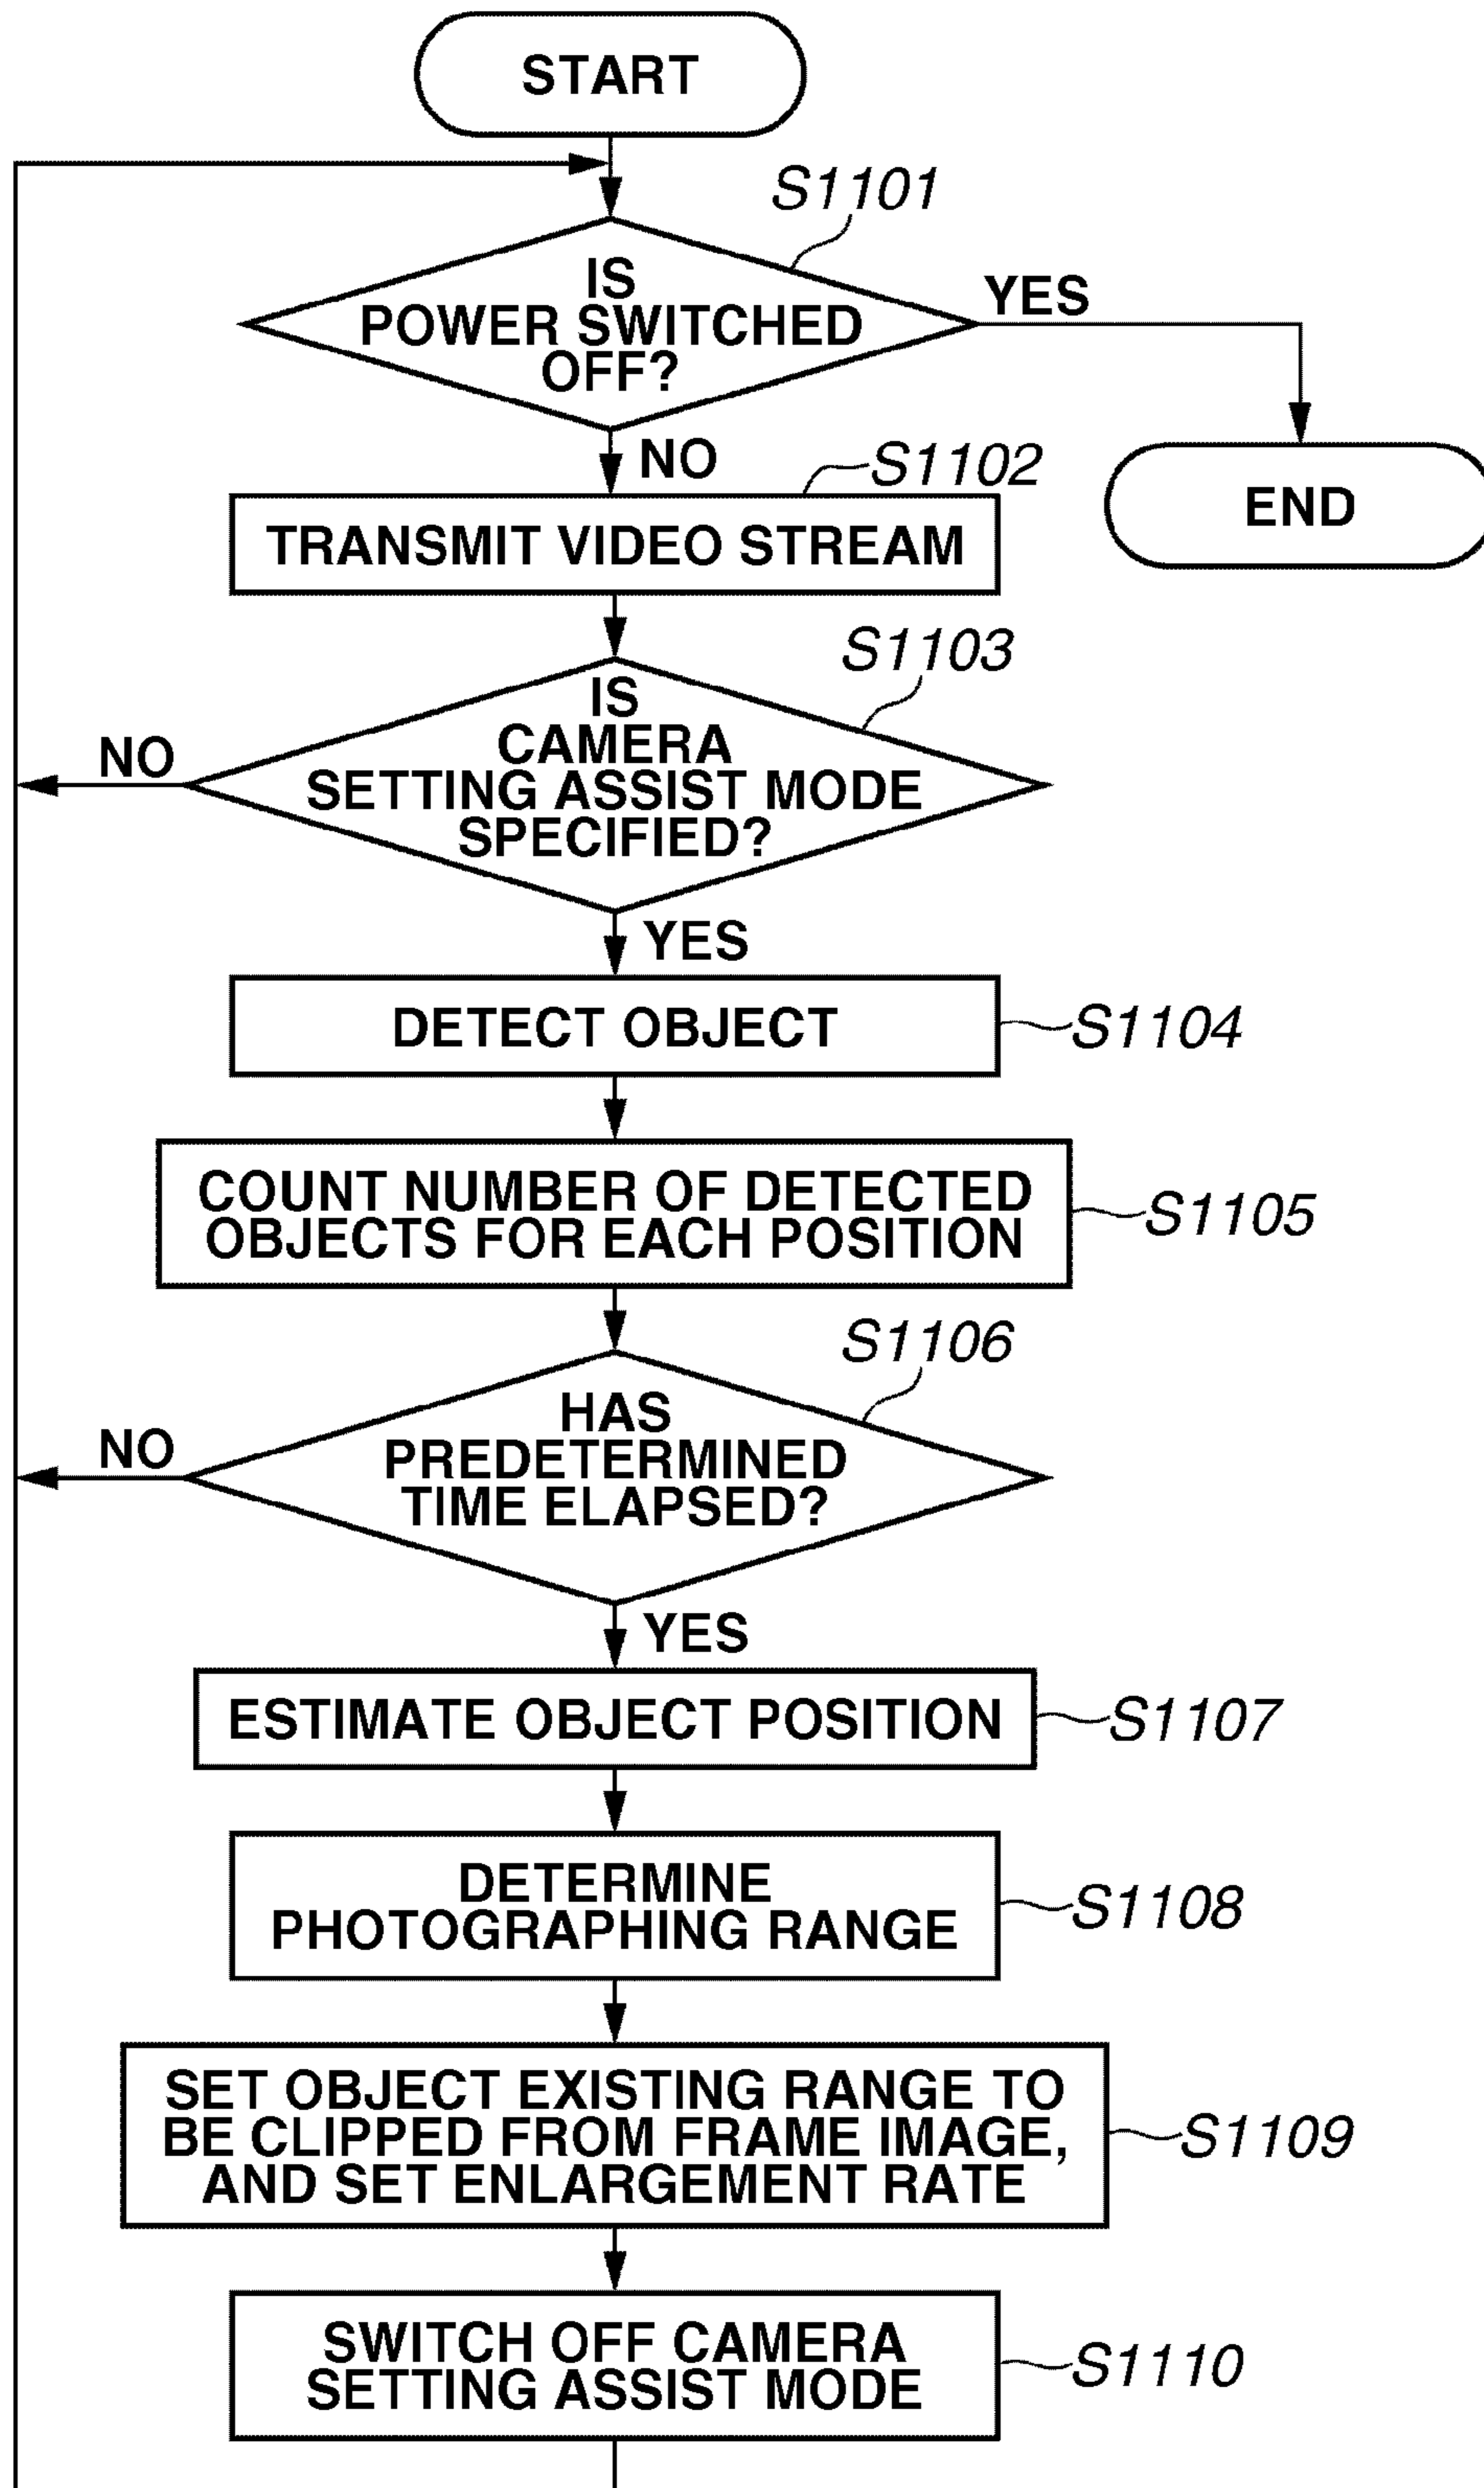 START
S1101
IS
POWER SWITCHED
OFF?
YES
NO
S1102
TRANSMIT VIDEO STREAM
END
S1103
IS
CAMERA
SETTING ASSIST MODE
SPECIFIED?
NO
YES
DETECT OBJECT
S1104
COUNT NUMBER OF DETECTED
OBJECTS FOR EACH POSITION
S1105
S1106
HAS
PREDETERMINED
TIME ELAPSED?
NO
YES
ESTIMATE OBJECT POSITION
S1107
DETERMINE
PHOTOGRAPHING RANGE
S1108
SET OBJECT EXISTING RANGE TO
BE CLIPPED FROM FRAME IMAGE,
AND SET ENLARGEMENT RATE
S1109
SWITCH OFF CAMERA
SETTING ASSIST MODE
S1110